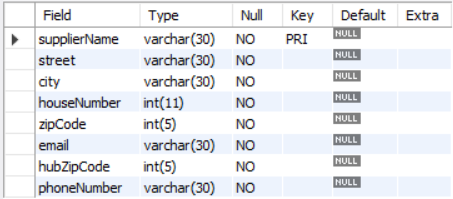 Field Type Null Key Default Extra
supplierName varchar(30) NO PRI NULL
street varchar(30) NO NULL
city varchar(30) NO NULL
houseNumber int(11) NO NULL
zipCode int(5) NO NULL
email varchar(30) NO NULL
hubZipCode int(5) NO NULL
phoneNumber varchar(30) NO NULL